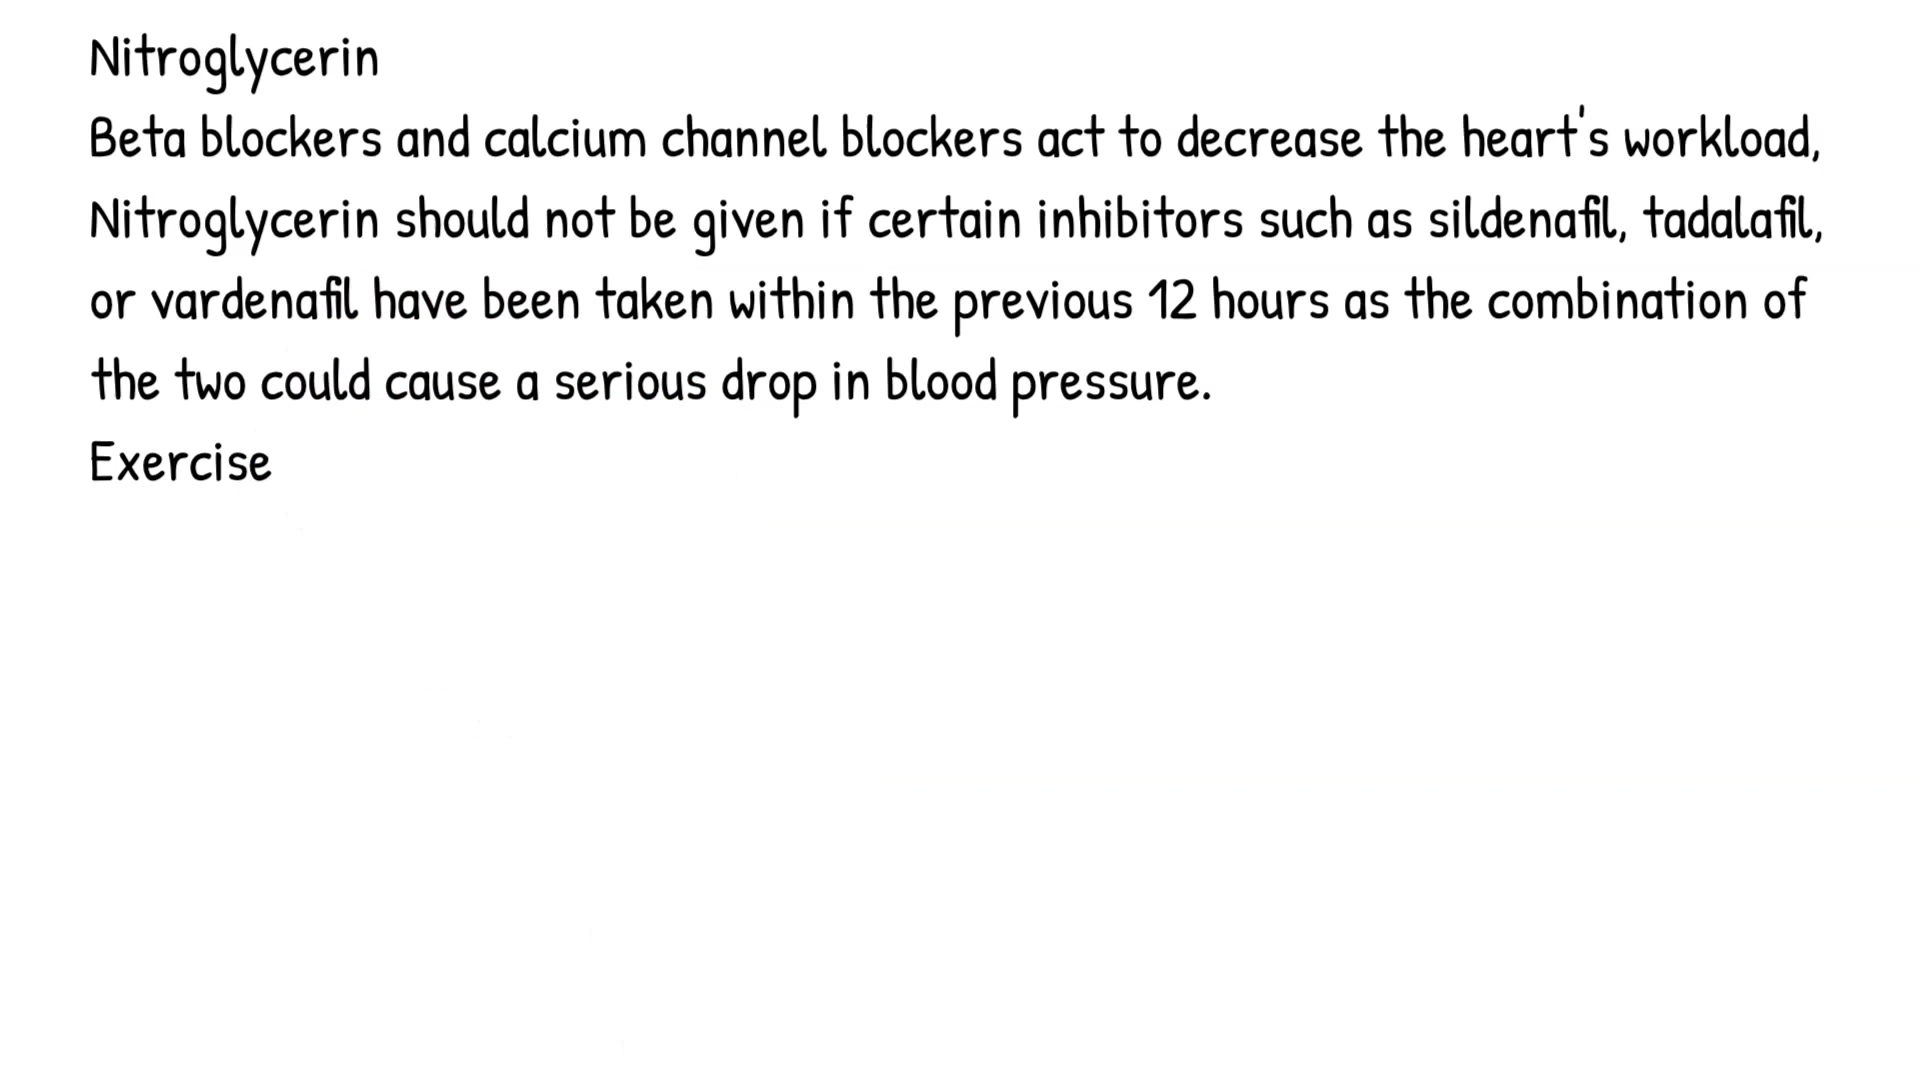 Nitroglycerin
Beta blockers and calcium channel blockers act to decrease the heart's workload,
Nitroglycerin should not be given if certain inhibitors such as sildenafil, tadalafil,
or vardenafil have been taken within the previous 12 hours as the combination of
the two could cause a serious drop in blood pressure.
Exercise